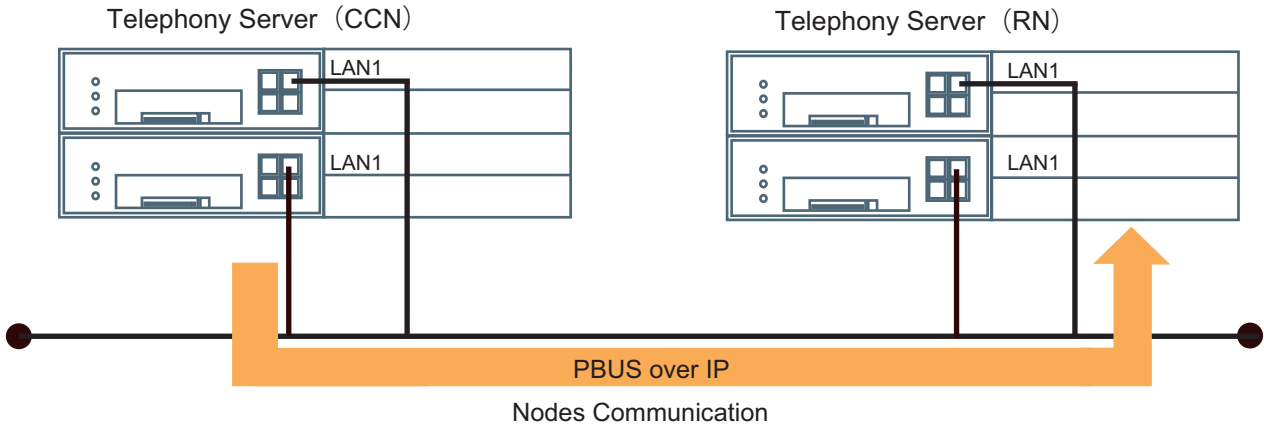 Telephony Server（CCN）
Telephony Server（RN）
LAN1
LAN1
LAN1
LAN1
PBUS over IP
Nodes Communication